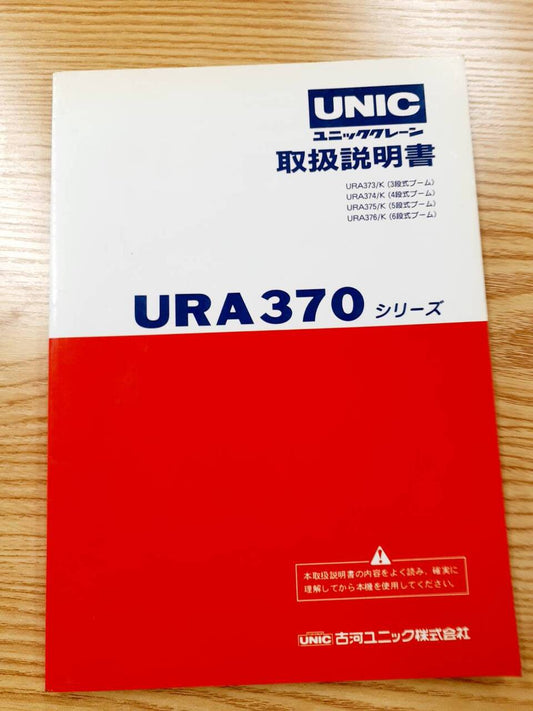 UNIC
ユニッククレーン
取扱説明書
URA373/K (3段式ブーム)
URA374/K (4段式ブーム)
URA375/K (5段式ブーム)
URA376/K (6段式ブーム)
URA370 シリーズ
本取扱説明書の内容をよく読み、確実に
理解してから本機を使用してください。
UNIC 古河ユニック株式会社